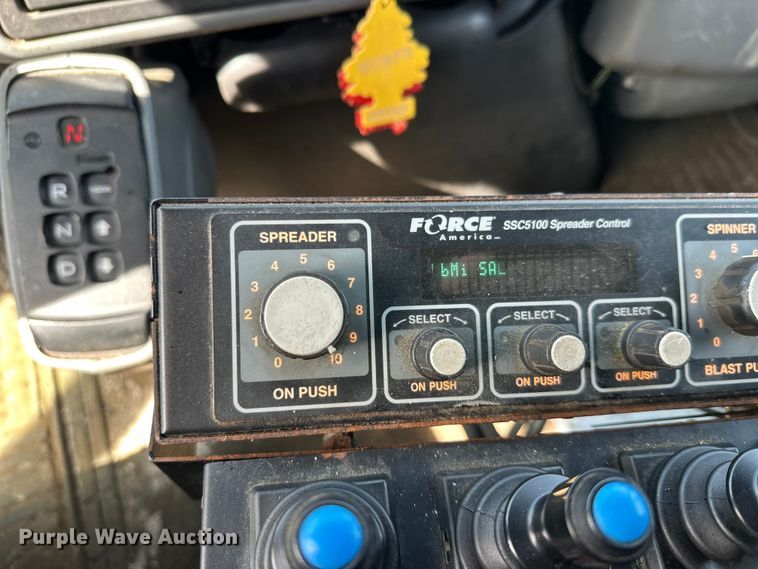 N
R
N
D
FORCE
America INC.
SSC5100 Spreader Control
SPREADER
0 1 2 3 4 5 6 7 8 9 10
ON PUSH
SELECT
ON PUSH
SELECT
ON PUSH
SELECT
ON PUSH
SPINNER
0 1 2 3 4 5 6
BLAST PU
Purple Wave Auction